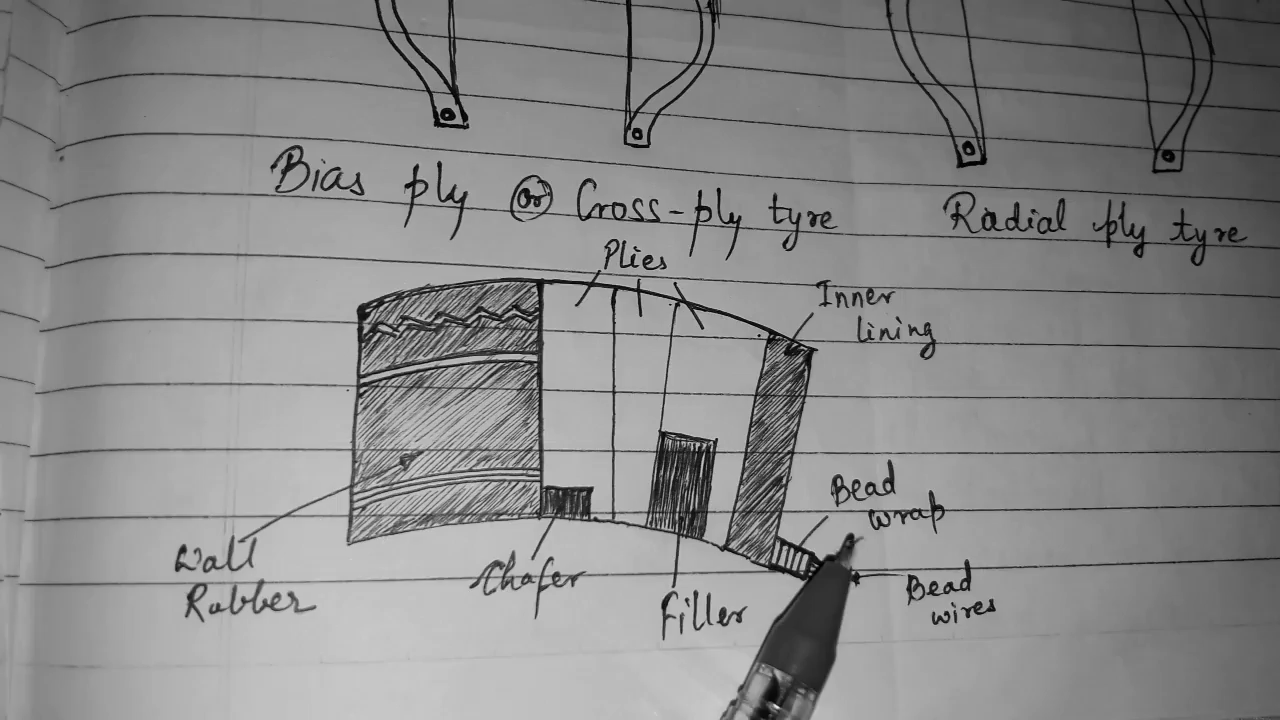 Bias ply or Cross-ply tyre
Radial ply tyre
Plies
Inner
lining
Bead
wrap
Bead
wires
Wall
Rubber
Chafer
Filler